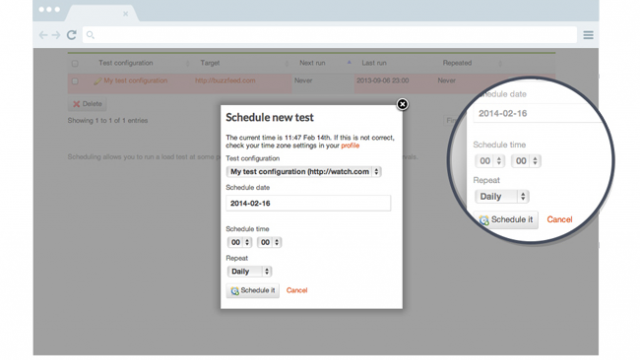 Test configuration Target Next run Last run Repeated
My test configuration http://loadfeed.com Never 2013-09-06 23:00 Never
Delete
Showing 1 to 1 of 1 entries
Scheduling allows you to run a load test at some
Schedule new test
The current time is 11:47 Feb 14th. If this is not correct,
check your time zone settings in your profile
Test configuration
My test configuration (http://watch.com
Schedule date
2014-02-16
Schedule time
00 00
Repeat
Daily
Schedule it Cancel
Schedule date
2014-02-16
Schedule time
00 00
Repeat
Daily
Schedule it Cancel